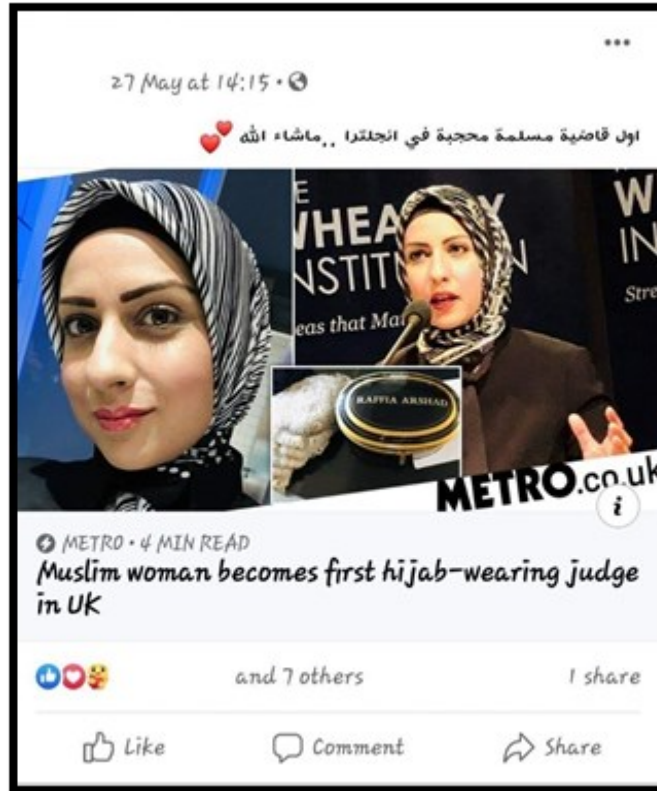 27 May at 14:15 •
اول قاضية مسلمة محجبة في انجلترا ,,ماشاء الله
E
WHEA
NSTIT
N
eas that Ma
W
IN
Stre
RAFFIA ARSHAD
METRO.co.uk
i
METRO • 4 MIN READ
Muslim woman becomes first hijab-wearing judge
in UK
and 7 others
1 share
Like
Comment
Share